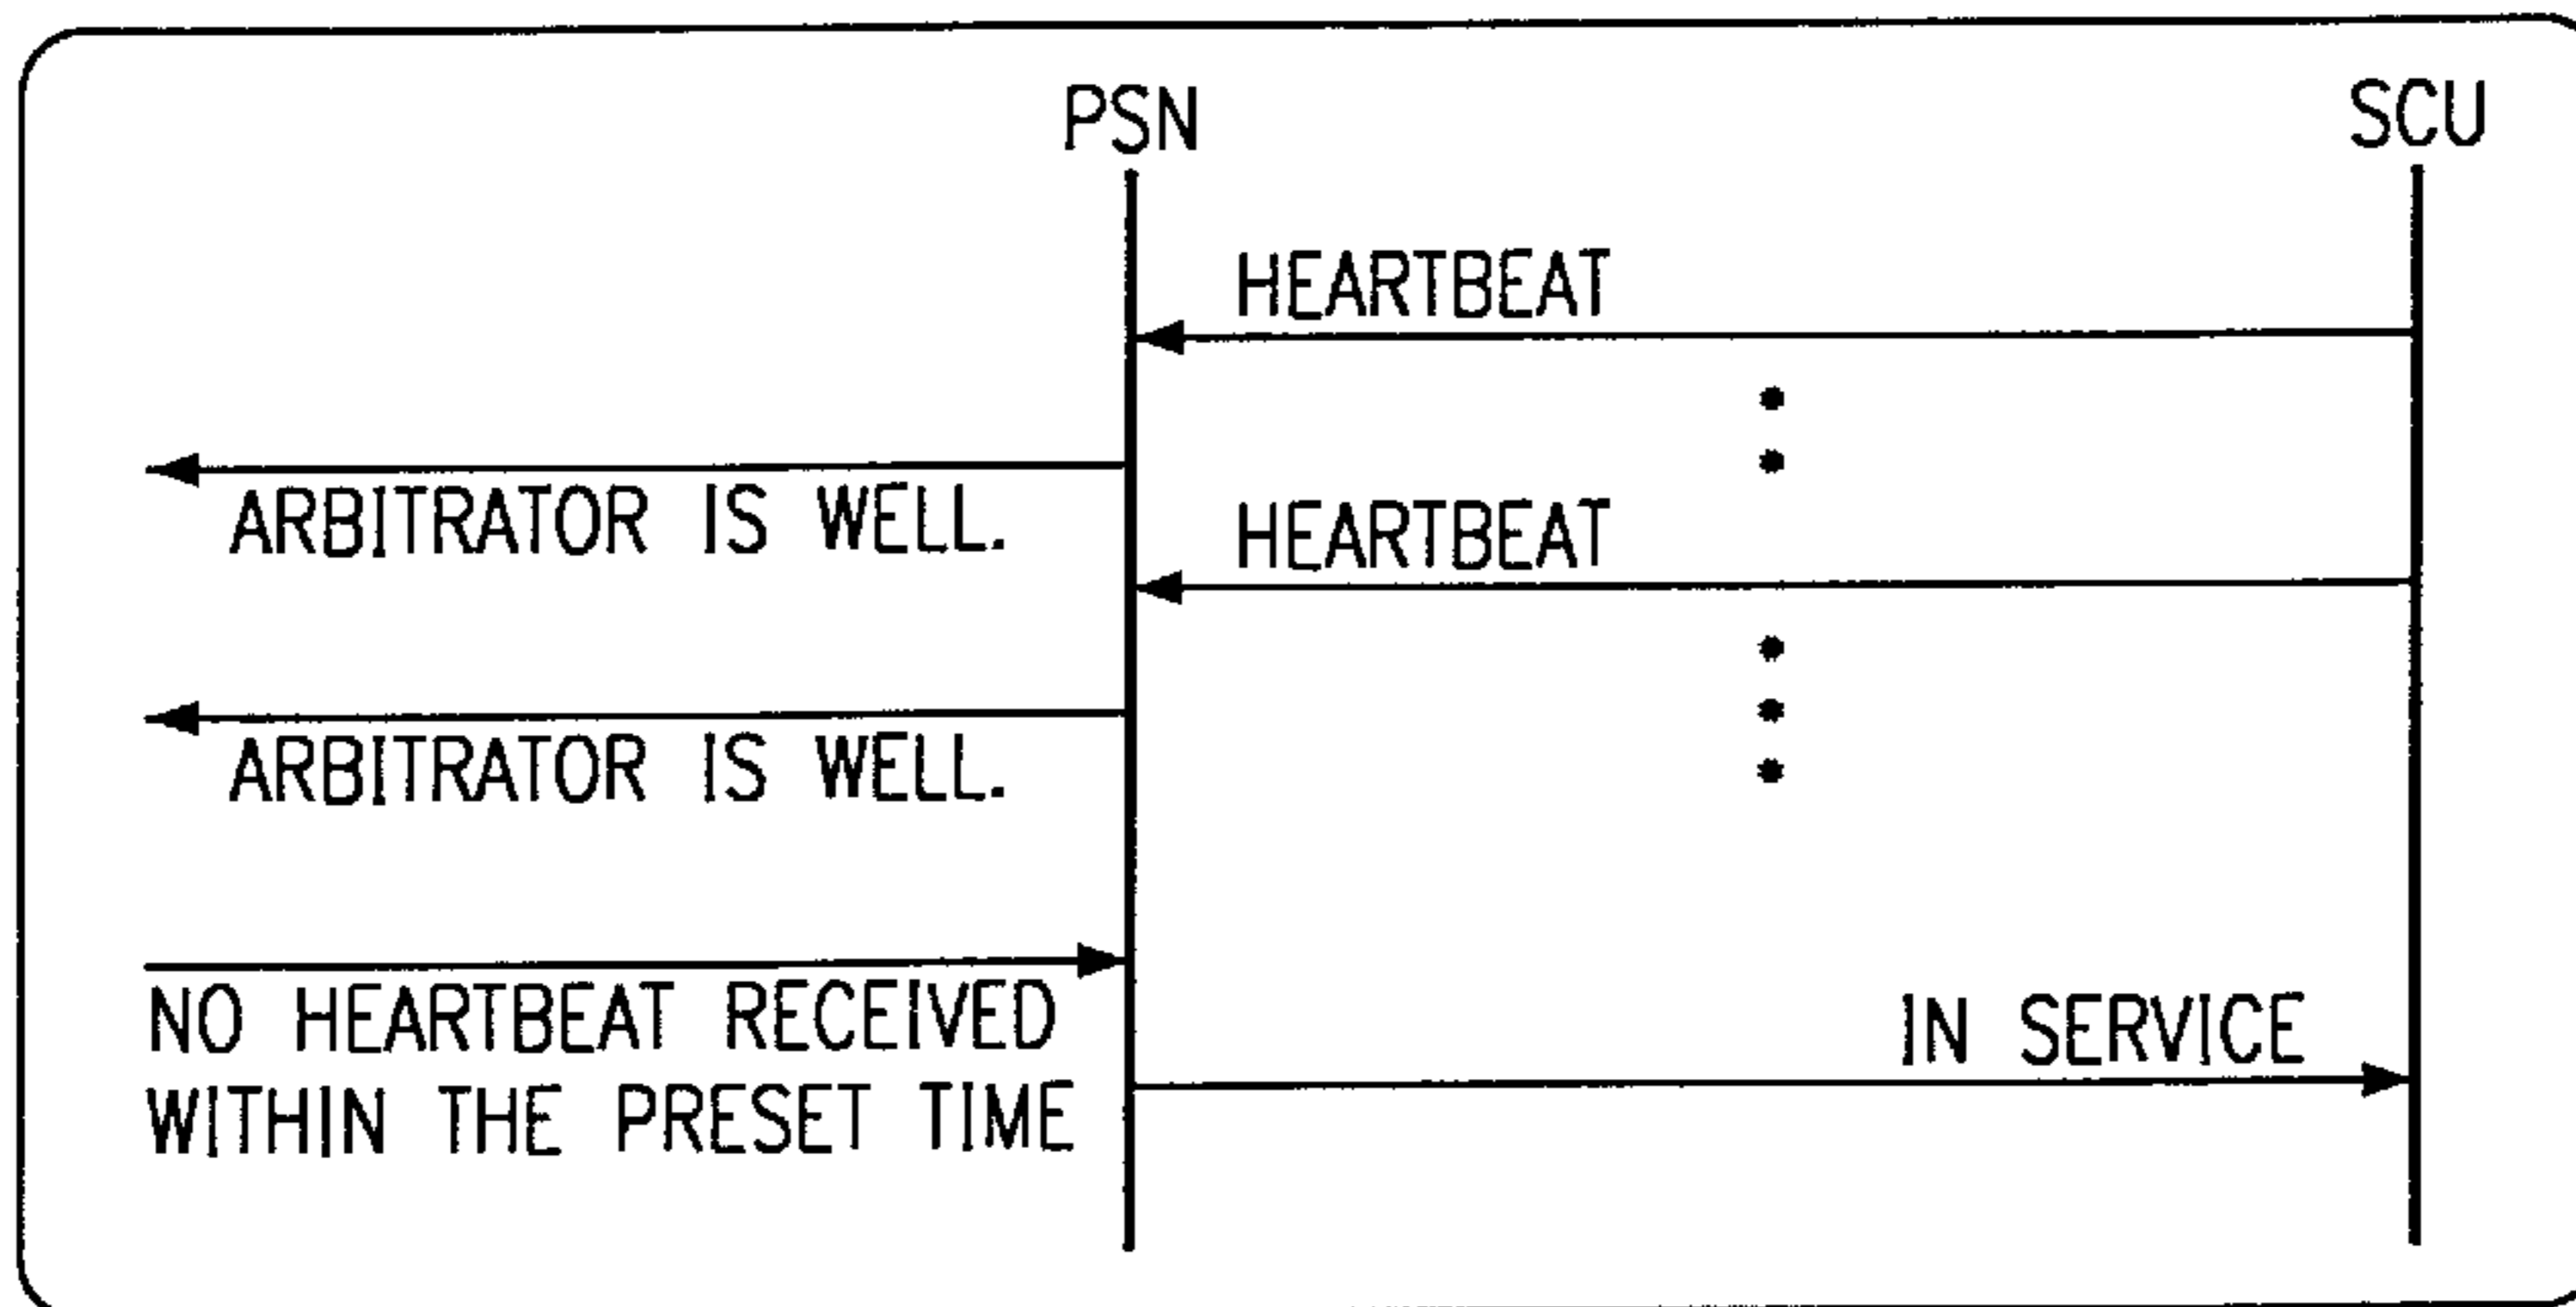 PSN
SCU
HEARTBEAT
ARBITRATOR IS WELL.
HEARTBEAT
ARBITRATOR IS WELL.
NO HEARTBEAT RECEIVED
WITHIN THE PRESET TIME
IN SERVICE